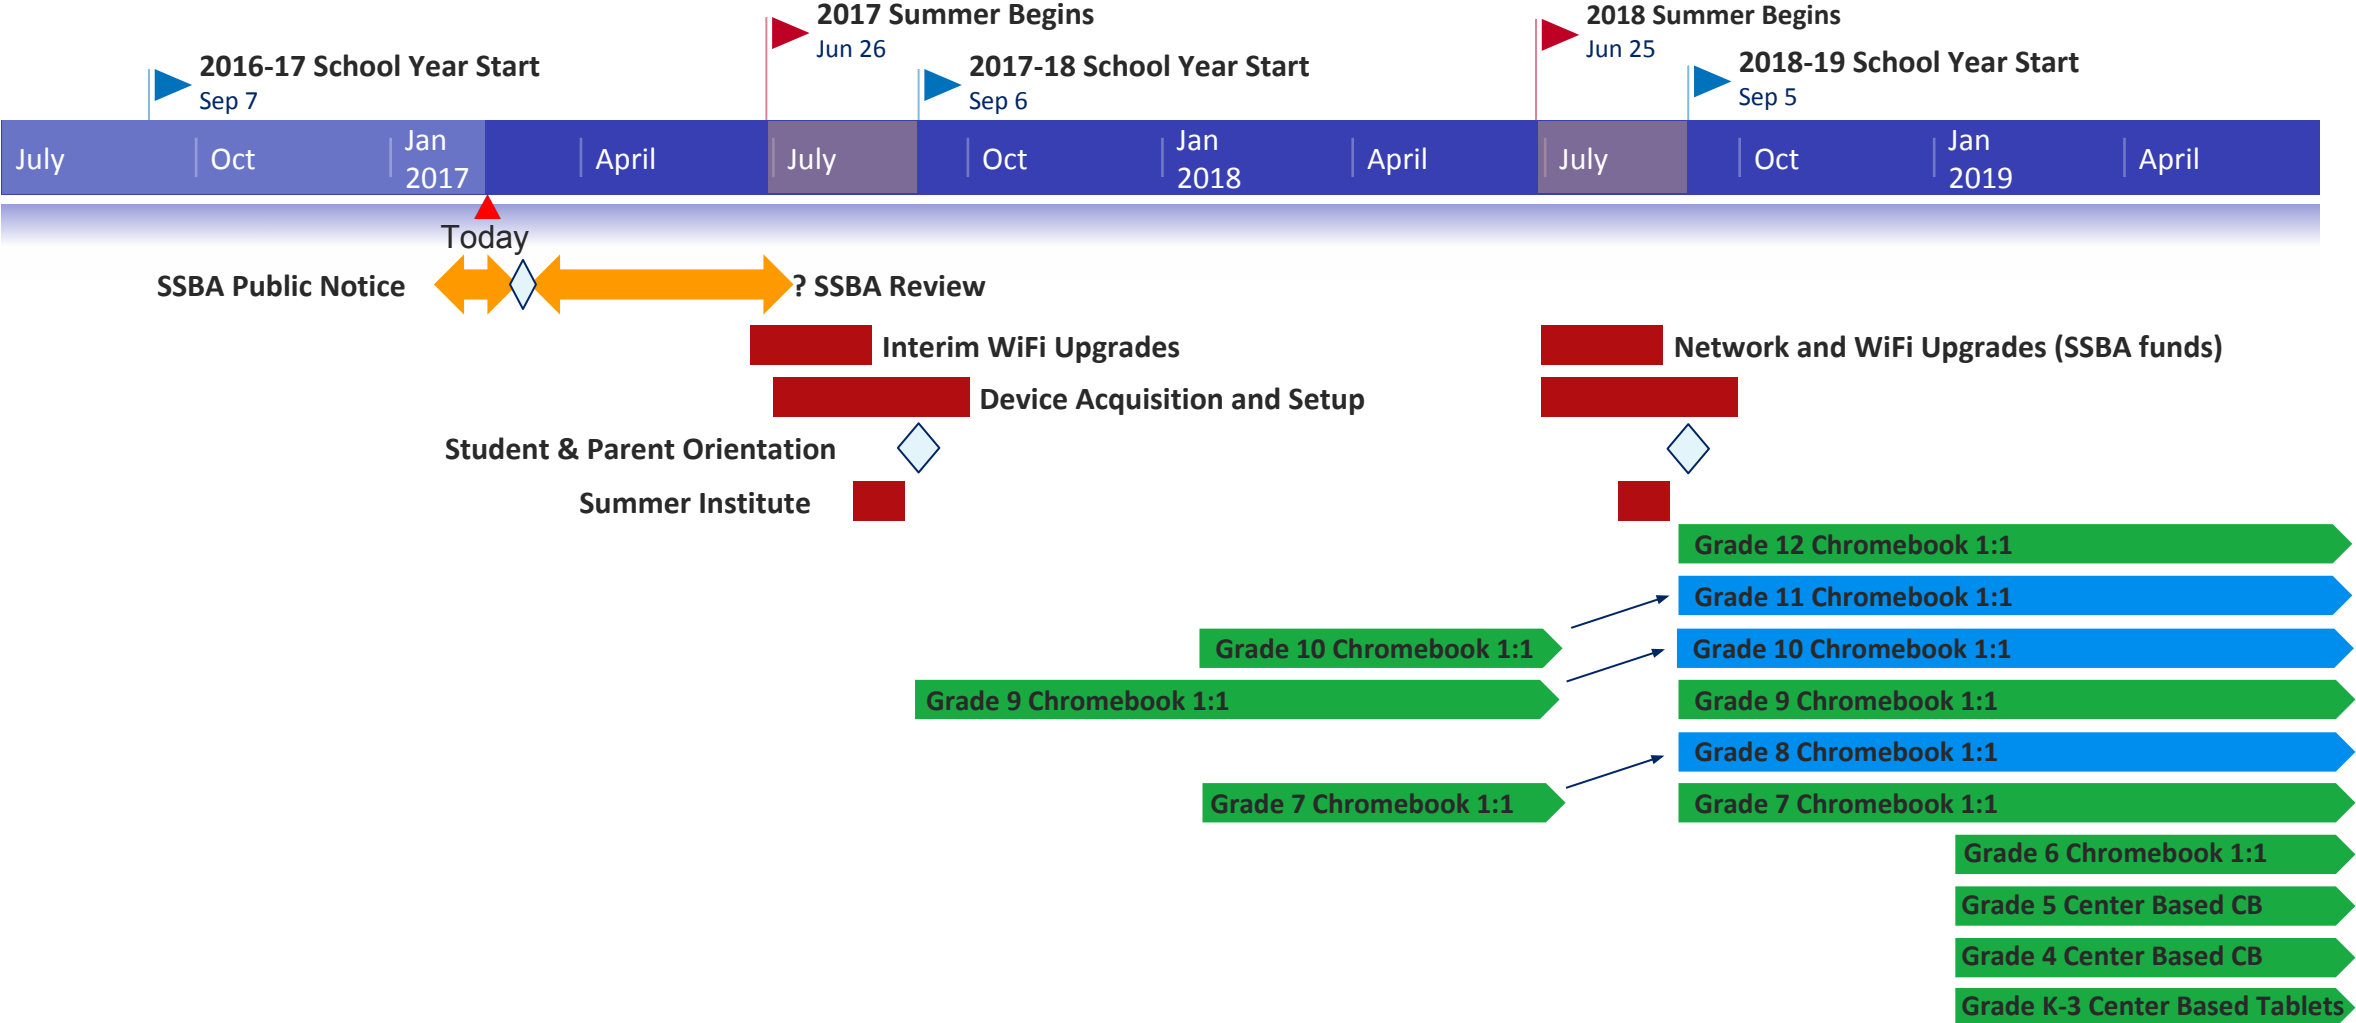 2017 Summer Begins
Jun 26
2018 Summer Begins
Jun 25
2016-17 School Year Start
Sep 7
2017-18 School Year Start
Sep 6
2018-19 School Year Start
Sep 5
July
Oct
Jan
2017
April
July
Oct
Jan
2018
April
July
Oct
Jan
2019
April
Today
SSBA Public Notice
? SSBA Review
Interim WiFi Upgrades
Network and WiFi Upgrades (SSBA funds)
Device Acquisition and Setup
Student & Parent Orientation
Summer Institute
Grade 12 Chromebook 1:1
Grade 11 Chromebook 1:1
Grade 10 Chromebook 1:1
Grade 10 Chromebook 1:1
Grade 9 Chromebook 1:1
Grade 9 Chromebook 1:1
Grade 8 Chromebook 1:1
Grade 7 Chromebook 1:1
Grade 7 Chromebook 1:1
Grade 6 Chromebook 1:1
Grade 5 Center Based CB
Grade 4 Center Based CB
Grade K-3 Center Based Tablets